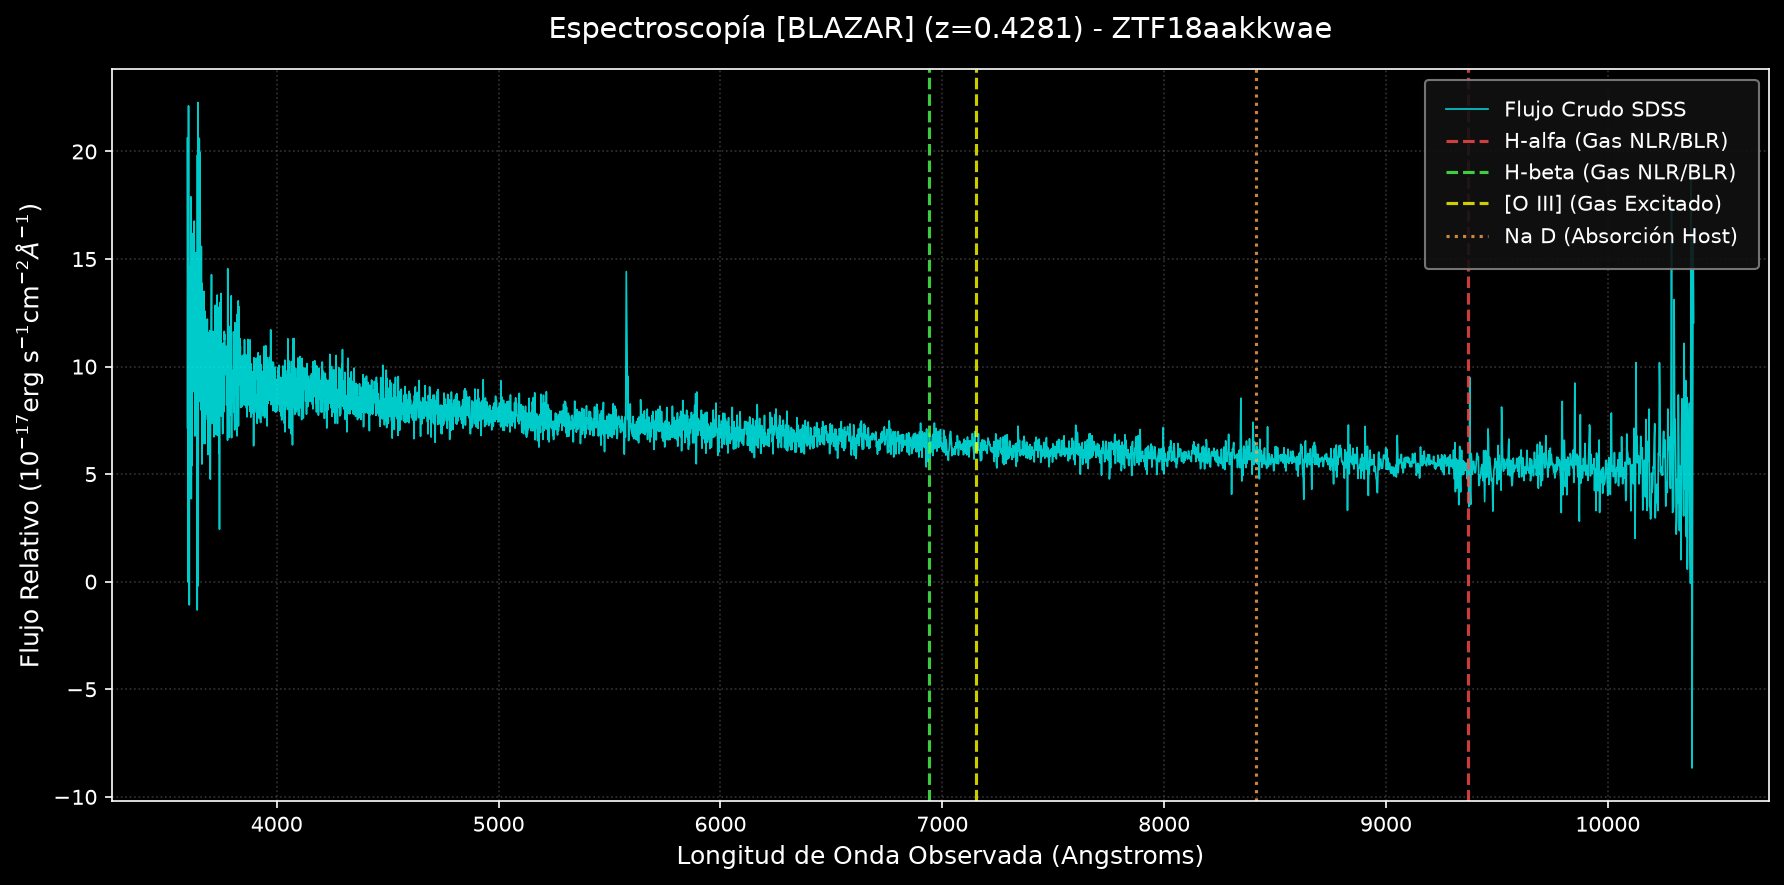 Espectroscopía [BLAZAR] (z=0.4281) - ZTF18aakkwae
Flujo Crudo SDSS
H-alfa (Gas NLR/BLR)
H-beta (Gas NLR/BLR)
[O III] (Gas Excitado)
Na D (Absorción Host)
Flujo Relativo (10⁻¹⁷erg s⁻¹cm⁻²Å⁻¹)
20
15
10
5
0
−5
−10
4000 5000 6000 7000 8000 9000 10000
Longitud de Onda Observada (Angstroms)